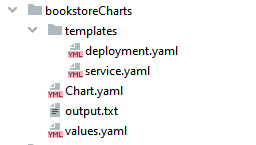 bookstoreCharts
templates
deployment.yaml
service.yaml
Chart.yaml
output.txt
values.yaml